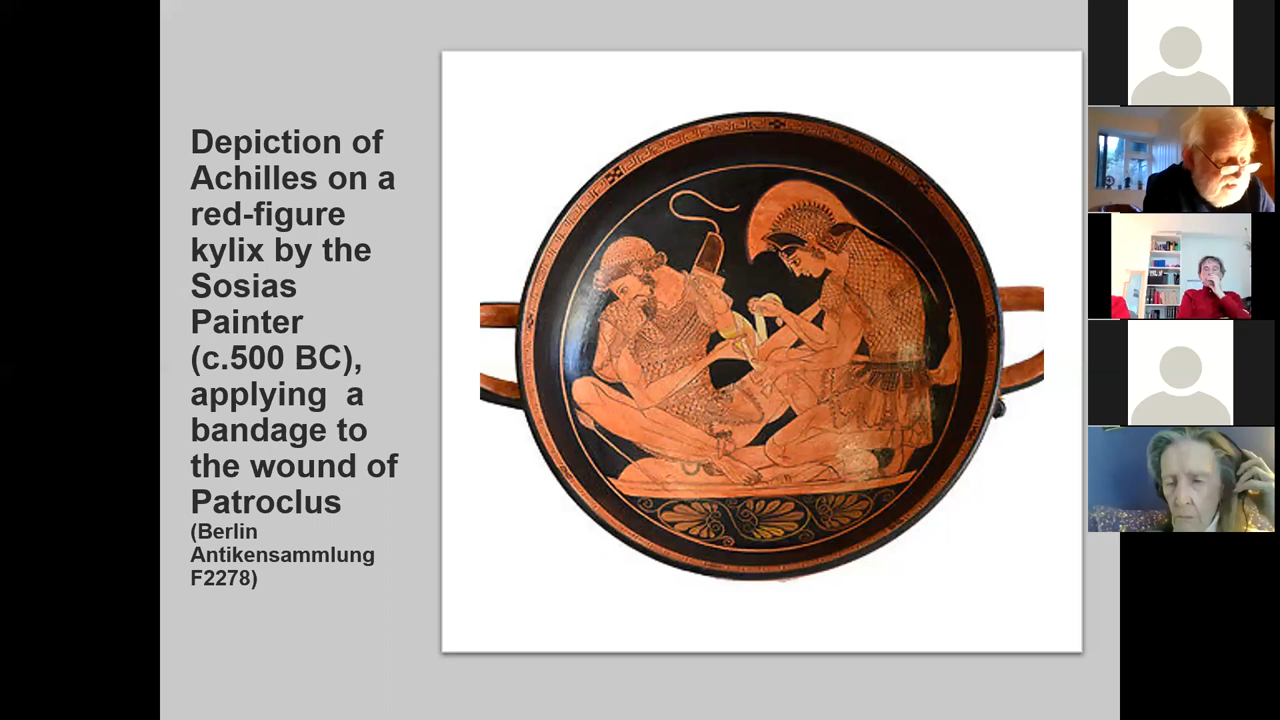 Depiction of
Achilles on a
red-figure
kylix by the
Sosias
Painter
(c.500 BC),
applying  a
bandage to
the wound of
Patroclus
(Berlin
Antikensammlung
F2278)